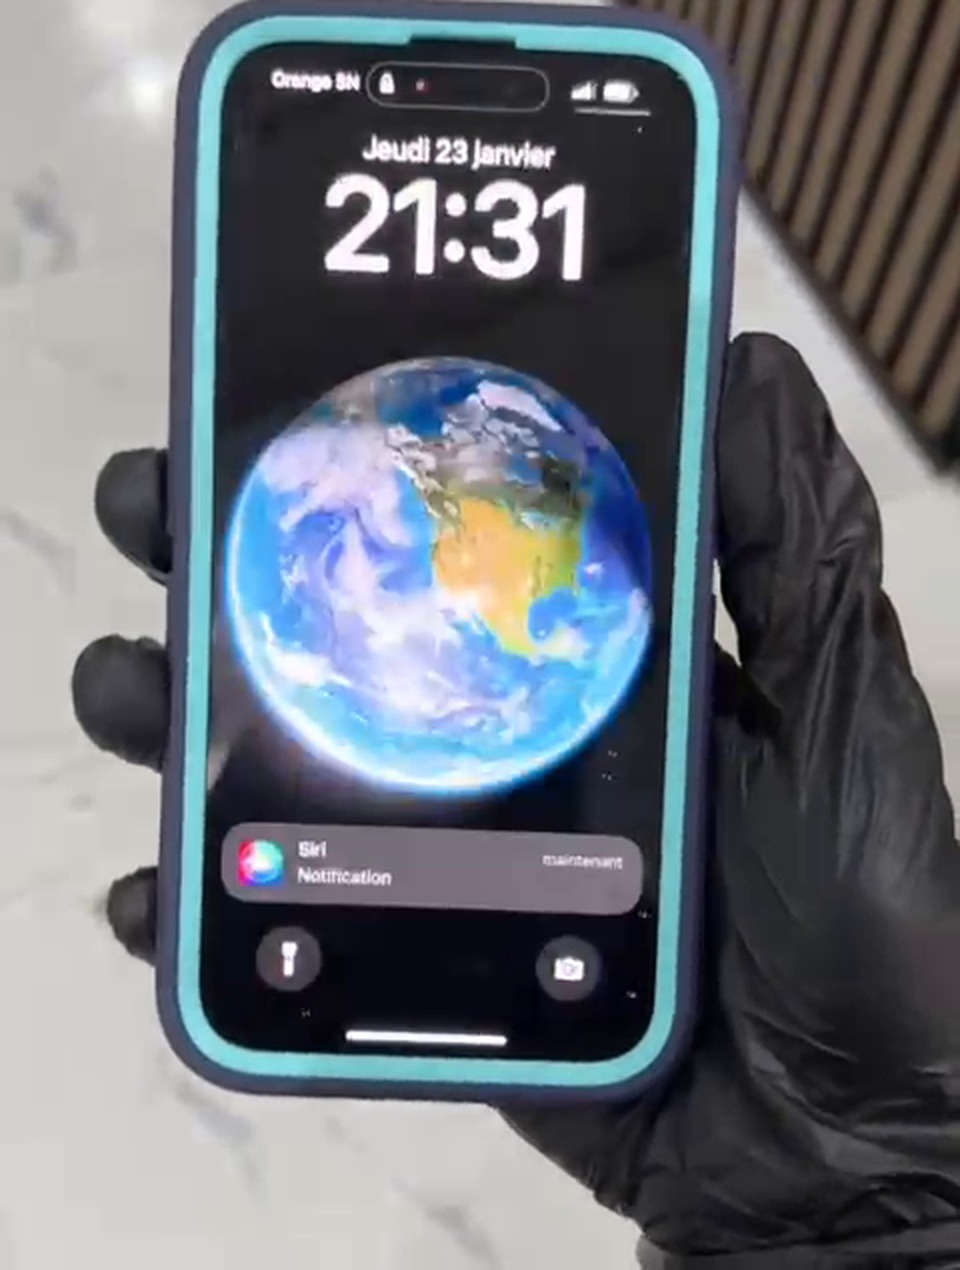 Orange SN
Jeudi 23 janvier
21:31
Siri
maintenant
Notification